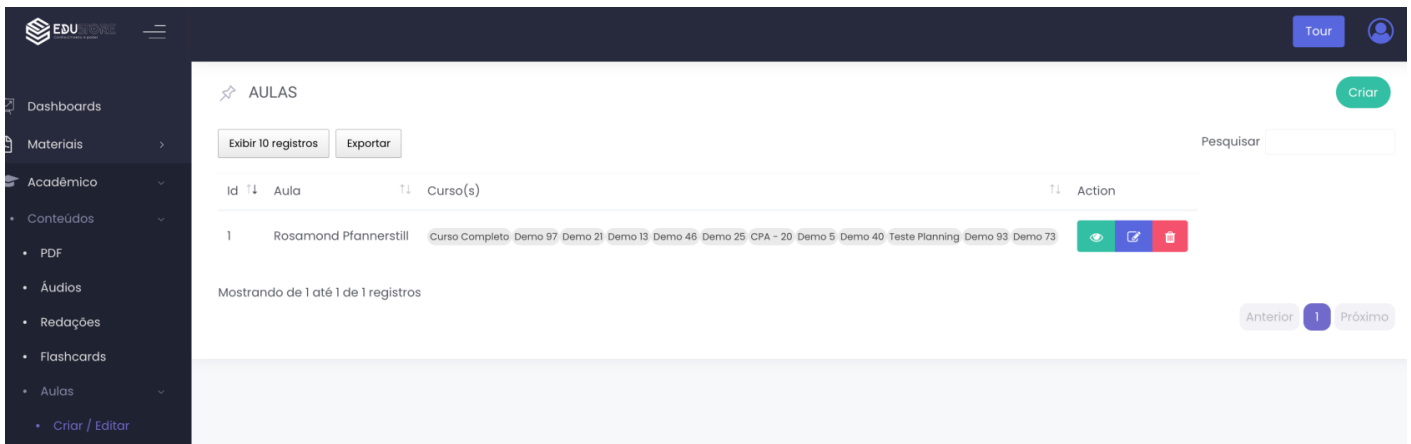 EDUSTORE
Tour
Dashboards
Materiais
Acadêmico
Conteúdos
PDF
Áudios
Redações
Flashcards
Aulas
Criar / Editar
AULAS
Criar
Exibir 10 registros
Exportar
Pesquisar
Id Aula Curso(s) Action
1 Rosamond Pfannerstill Curso Completo Demo 97 Demo 21 Demo 13 Demo 46 Demo 25 CPA - 20 Demo 5 Demo 40 Teste Planning Demo 93 Demo 73
Mostrando de 1 até 1 de 1 registros
Anterior 1 Próximo